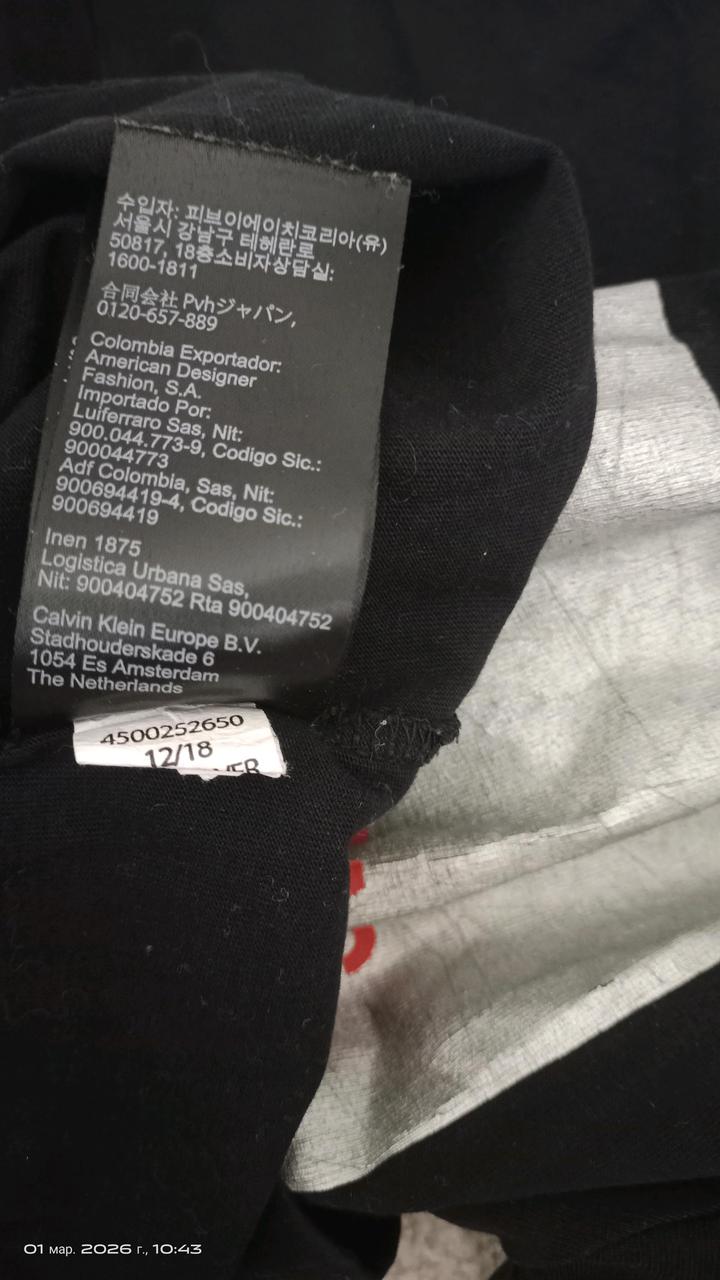 수입자: 피브이에이치코리아(유)
서울시 강남구 테헤란로
50817, 18층소비자상담실:
1600-1811
合同会社 Pvhジャパン,
0120-657-889
Colombia Exportador:
American Designer
Fashion, S.A.
Importado Por:
Luiferraro Sas, Nit:
900.044.773-9, Codigo Sic.:
900044773
Adf Colombia, Sas, Nit:
900694419-4, Codigo Sic.:
900694419
Inen 1875
Logistica Urbana Sas,
Nit: 900404752 Rta 900404752
Calvin Klein Europe B.V.
Stadhouderskade 6
1054 Es Amsterdam
The Netherlands
4500252650
12/18
01 мар. 2026 г., 10:43